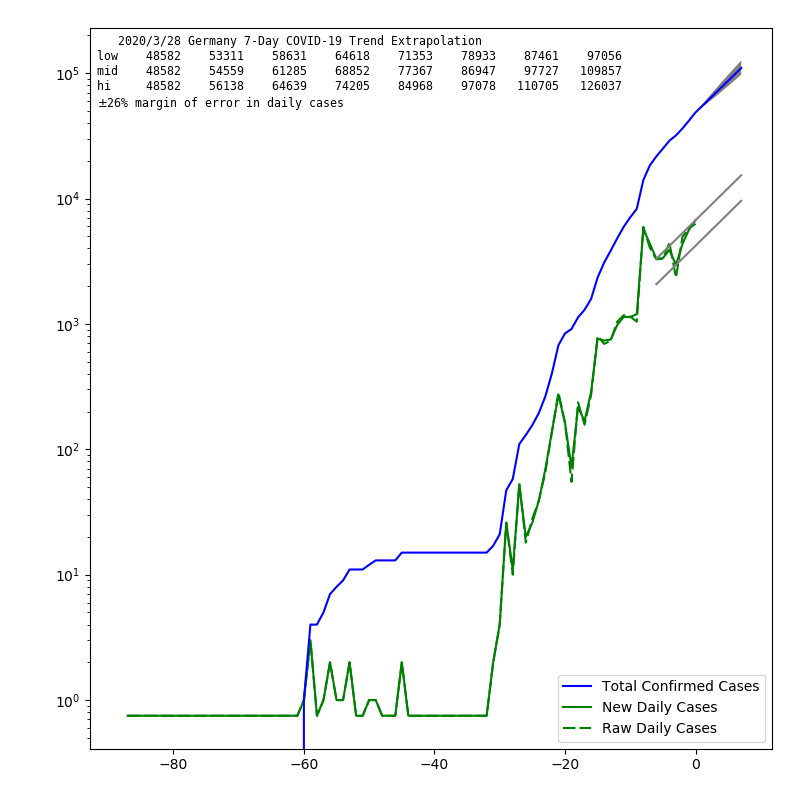 2020/3/28 Germany 7-Day COVID-19 Trend Extrapolation
low 48582 53311 58631 64618 71353 78933 87461 97056
mid 48582 54559 61285 68852 77367 86947 97727 109857
hi 48582 56138 64639 74205 84968 97078 110705 126037
±26% margin of error in daily cases
10⁵
10⁴
10³
10²
10¹
10⁰
Total Confirmed Cases
New Daily Cases
Raw Daily Cases
−80 −60 −40 −20 0